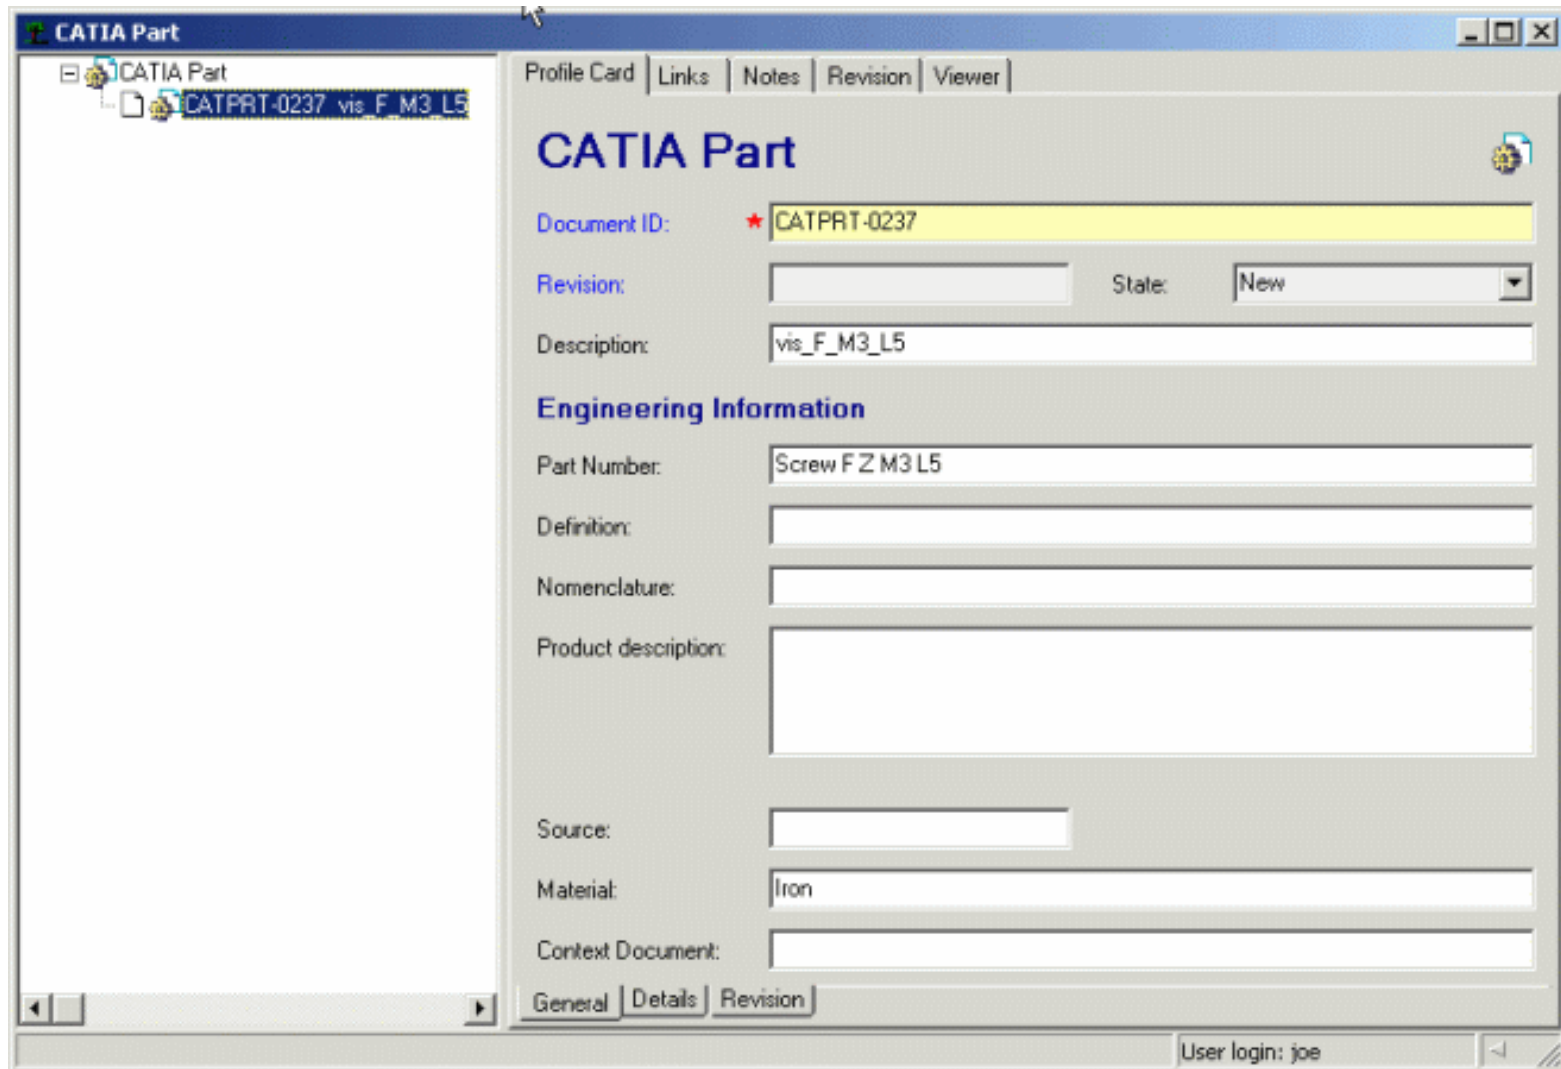 CATIA Part
CATIA Part
CATPRT-0237 vis_F_M3_L5
Profile Card Links Notes Revision Viewer
CATIA Part
Document ID: * CATPRT-0237
Revision: State: New
Description: vis_F_M3_L5
Engineering Information
Part Number: Screw F Z M3 L5
Definition:
Nomenclature:
Product description:
Source:
Material: Iron
Context Document:
General Details Revision
User login: joe